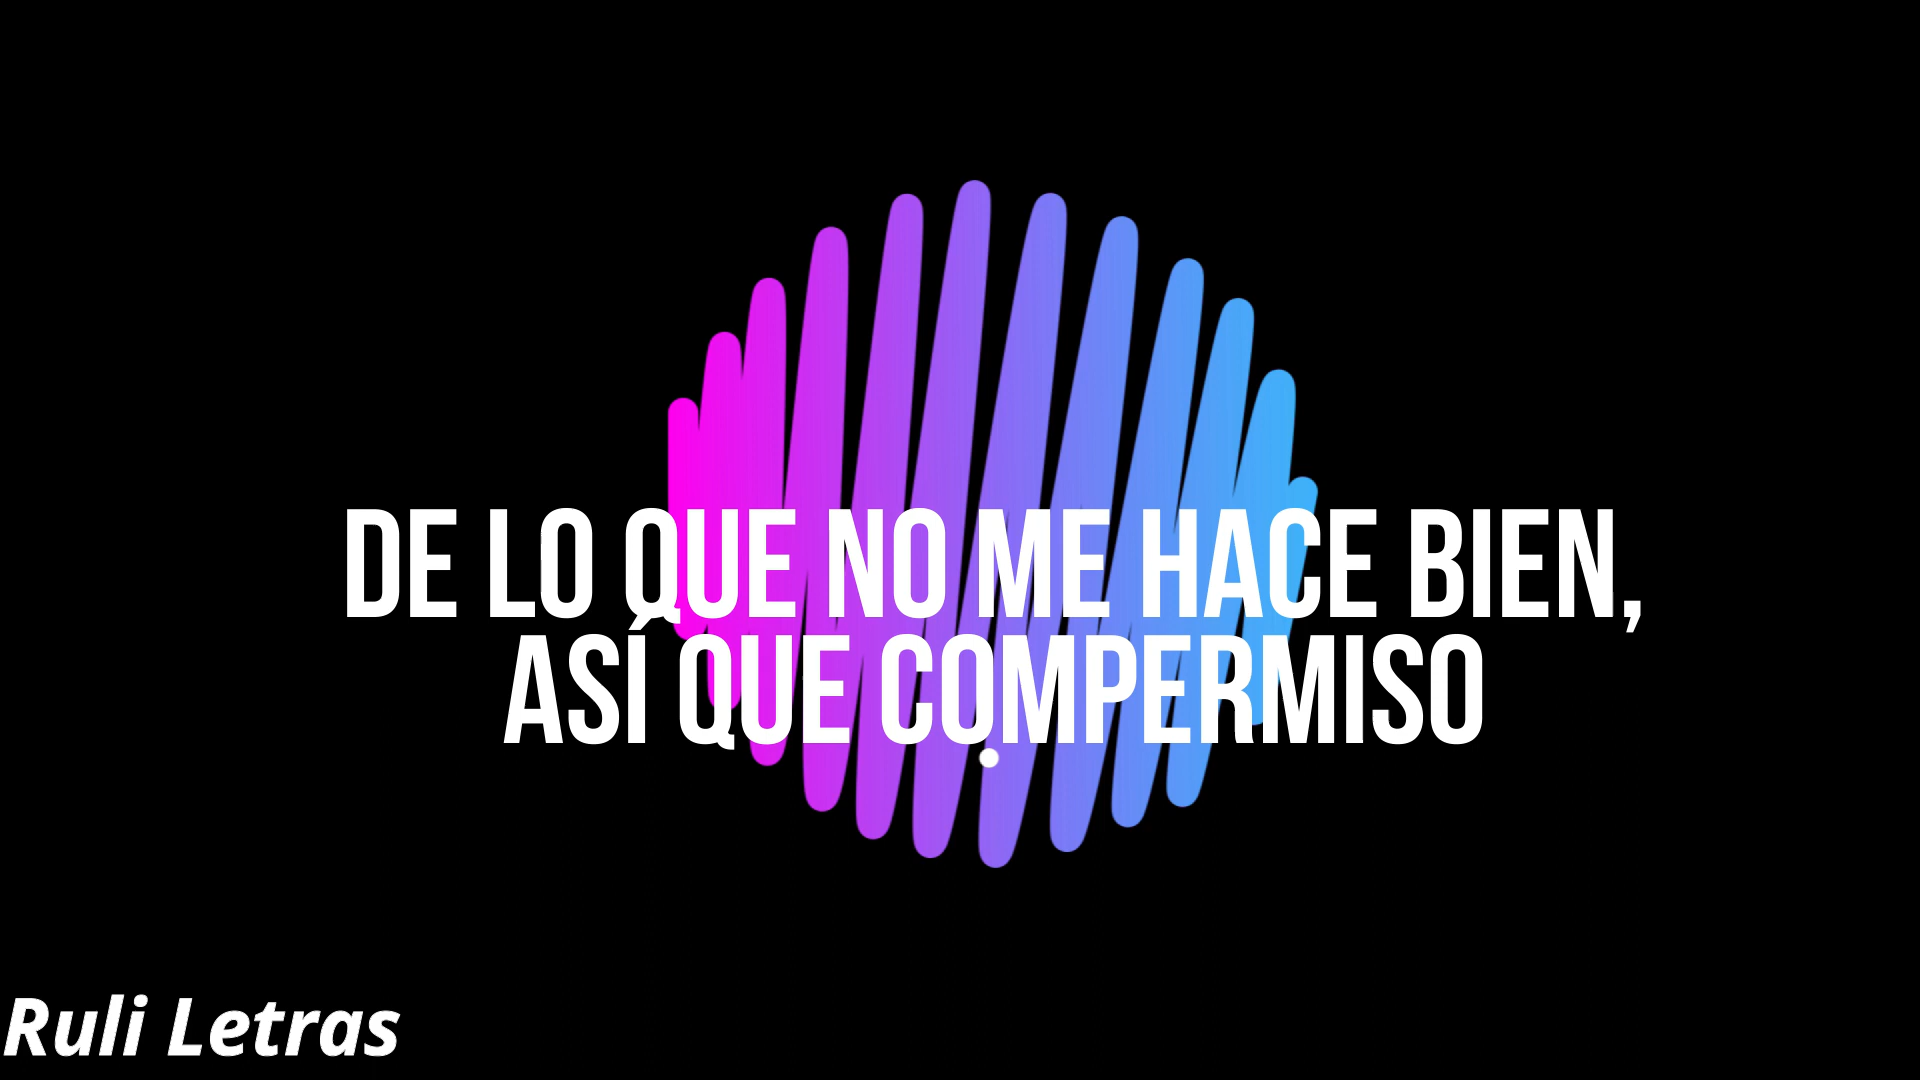 DE LO QUE NO ME HACE BIEN,
ASÍ QUE COMPERMISO
Ruli Letras